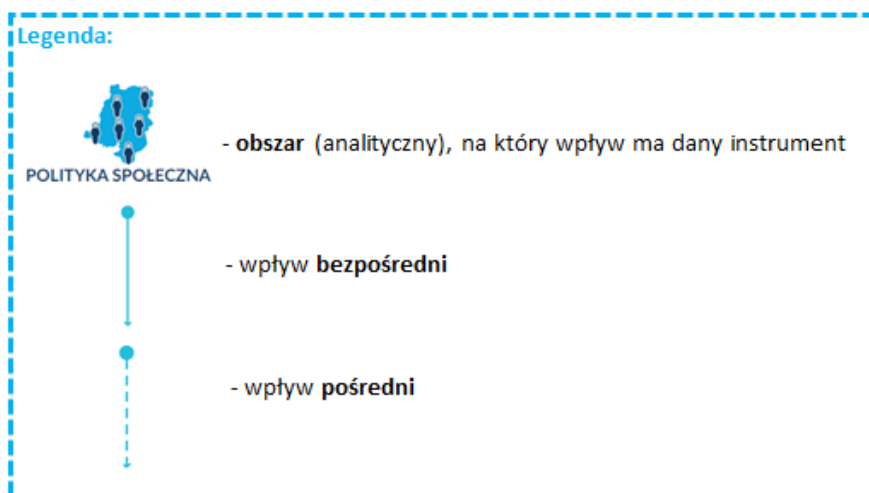 Legenda:
- obszar (analityczny), na który wpływ ma dany instrument
POLITYKA SPOŁECZNA
- wpływ bezpośredni
- wpływ pośredni